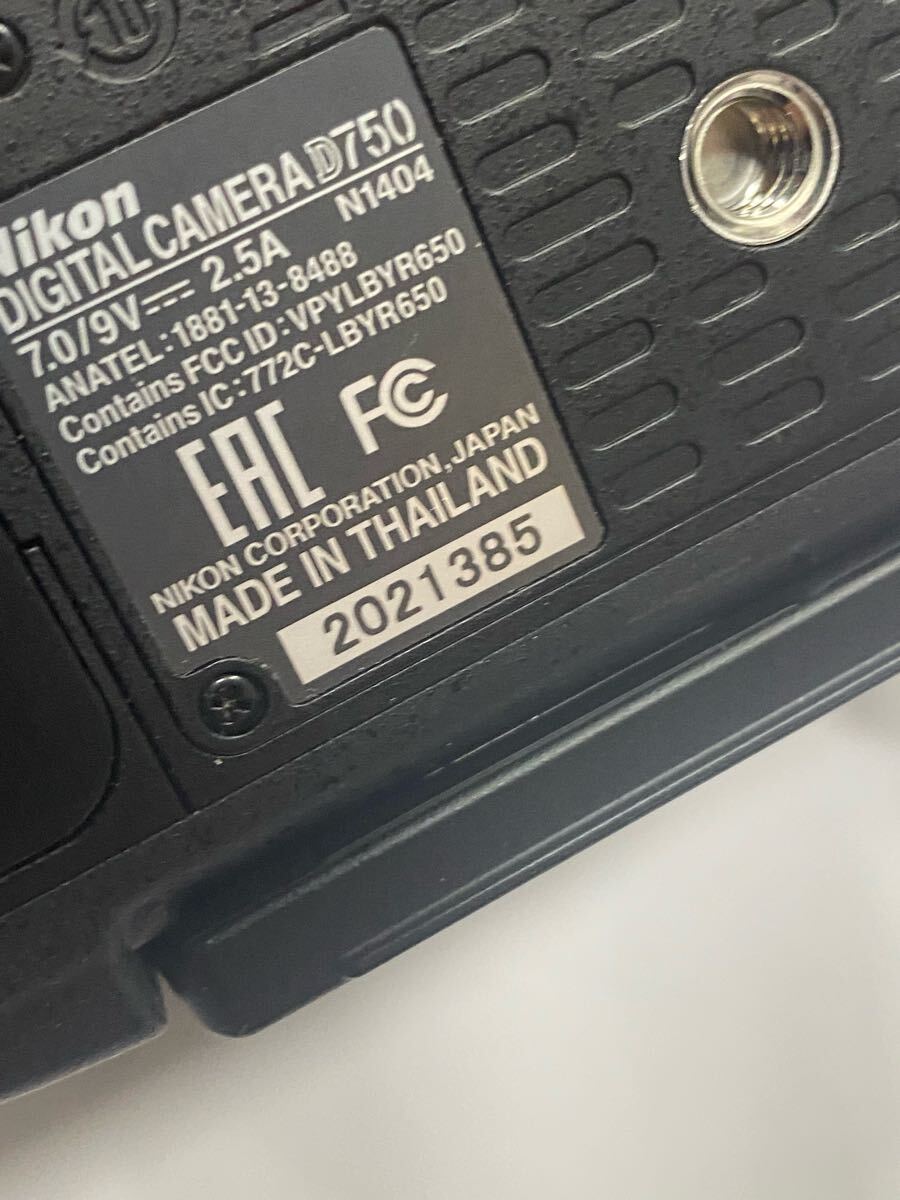 Nikon
DIGITAL CAMERA D750
7.0/9V⎓ 2.5A N1404
ANATEL:1881-13-8488
Contains FCC ID:VPYLBYR650
Contains IC:772C-LBYR650
EAC FC
NIKON CORPORATION,JAPAN
MADE IN THAILAND
2021385